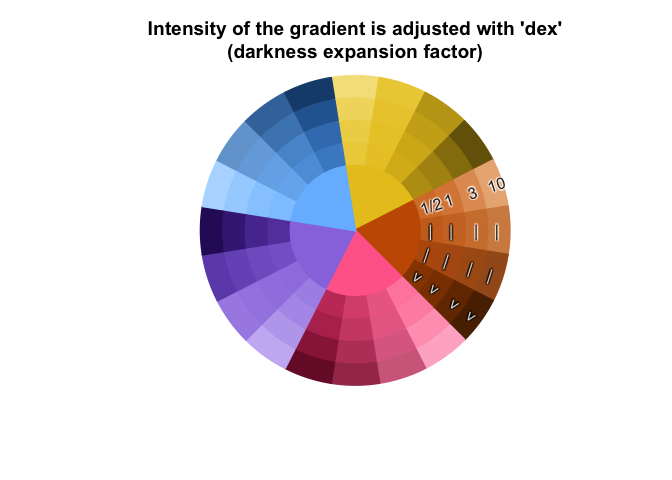 Intensity of the gradient is adjusted with 'dex'
(darkness expansion factor)
1/2 1 3 10
| | | |
/ / / /
v v v v